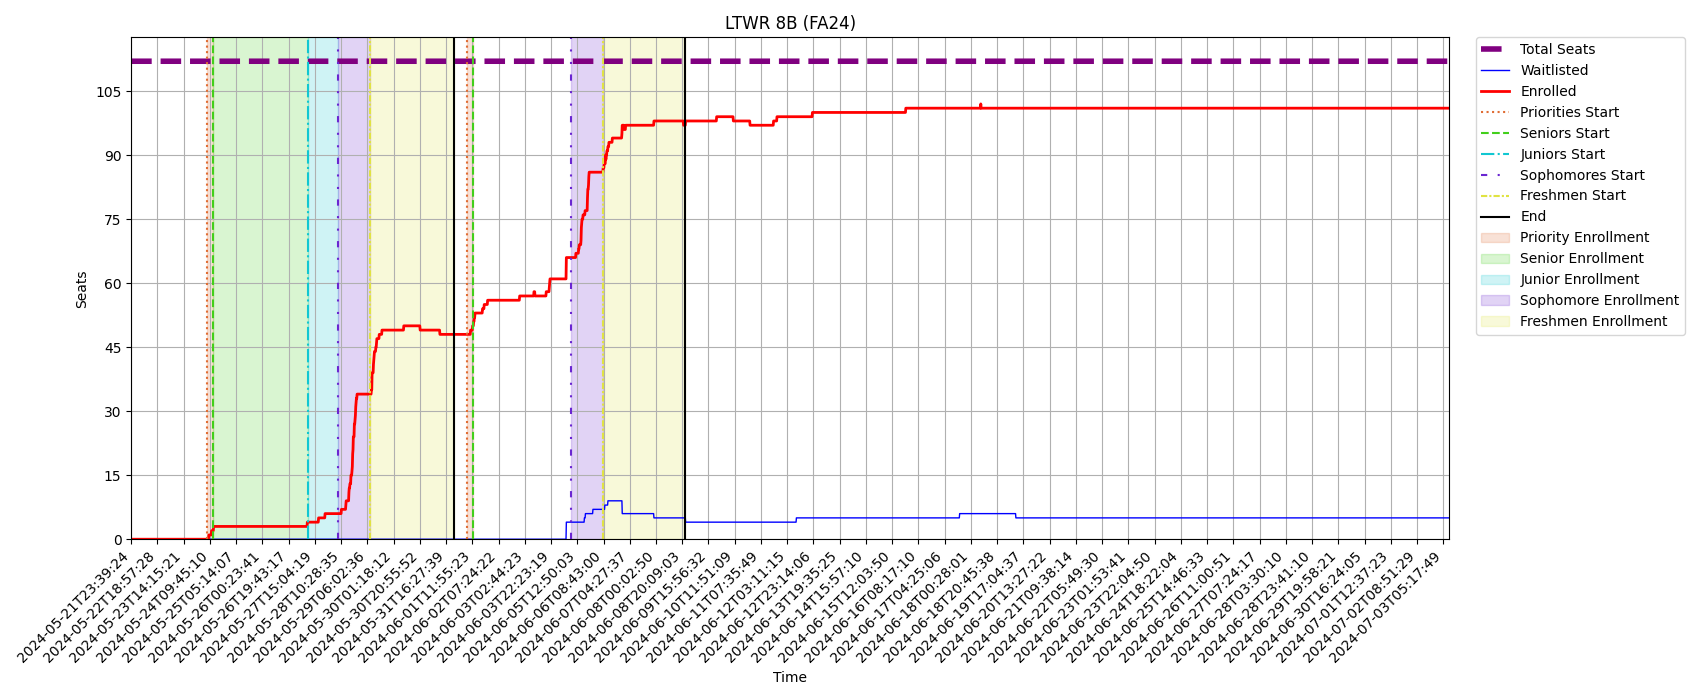 LTWR 8B (FA24)
Total Seats
Waitlisted
Enrolled
Priorities Start
Seniors Start
Juniors Start
Sophomores Start
Freshmen Start
End
Priority Enrollment
Senior Enrollment
Junior Enrollment
Sophomore Enrollment
Freshmen Enrollment
Seats
105
90
75
60
45
30
15
0
2024-05-21T23:39:24
2024-05-22T18:57:28
2024-05-23T14:15:21
2024-05-24T09:45:10
2024-05-25T05:14:07
2024-05-26T00:23:41
2024-05-26T19:43:17
2024-05-27T15:04:19
2024-05-28T10:28:35
2024-05-29T06:02:36
2024-05-30T01:18:12
2024-05-30T20:55:52
2024-05-31T16:27:39
2024-06-01T11:55:23
2024-06-02T07:24:22
2024-06-03T02:44:23
2024-06-03T22:23:19
2024-06-05T12:50:03
2024-06-06T08:43:00
2024-06-07T04:27:37
2024-06-08T00:02:50
2024-06-08T20:09:03
2024-06-09T15:56:32
2024-06-10T11:51:09
2024-06-11T07:35:49
2024-06-12T03:11:15
2024-06-12T23:14:06
2024-06-13T19:35:25
2024-06-14T15:57:10
2024-06-15T12:03:50
2024-06-16T08:17:10
2024-06-17T04:25:06
2024-06-18T00:28:01
2024-06-18T20:45:38
2024-06-19T17:04:37
2024-06-20T13:27:22
2024-06-21T09:38:14
2024-06-22T05:49:30
2024-06-23T01:53:41
2024-06-23T22:04:50
2024-06-24T18:22:04
2024-06-25T14:46:33
2024-06-26T11:00:51
2024-06-27T07:24:17
2024-06-28T03:30:10
2024-06-28T23:41:10
2024-06-29T19:58:21
2024-06-30T16:24:05
2024-07-01T12:37:23
2024-07-02T08:51:29
2024-07-03T05:17:49
Time